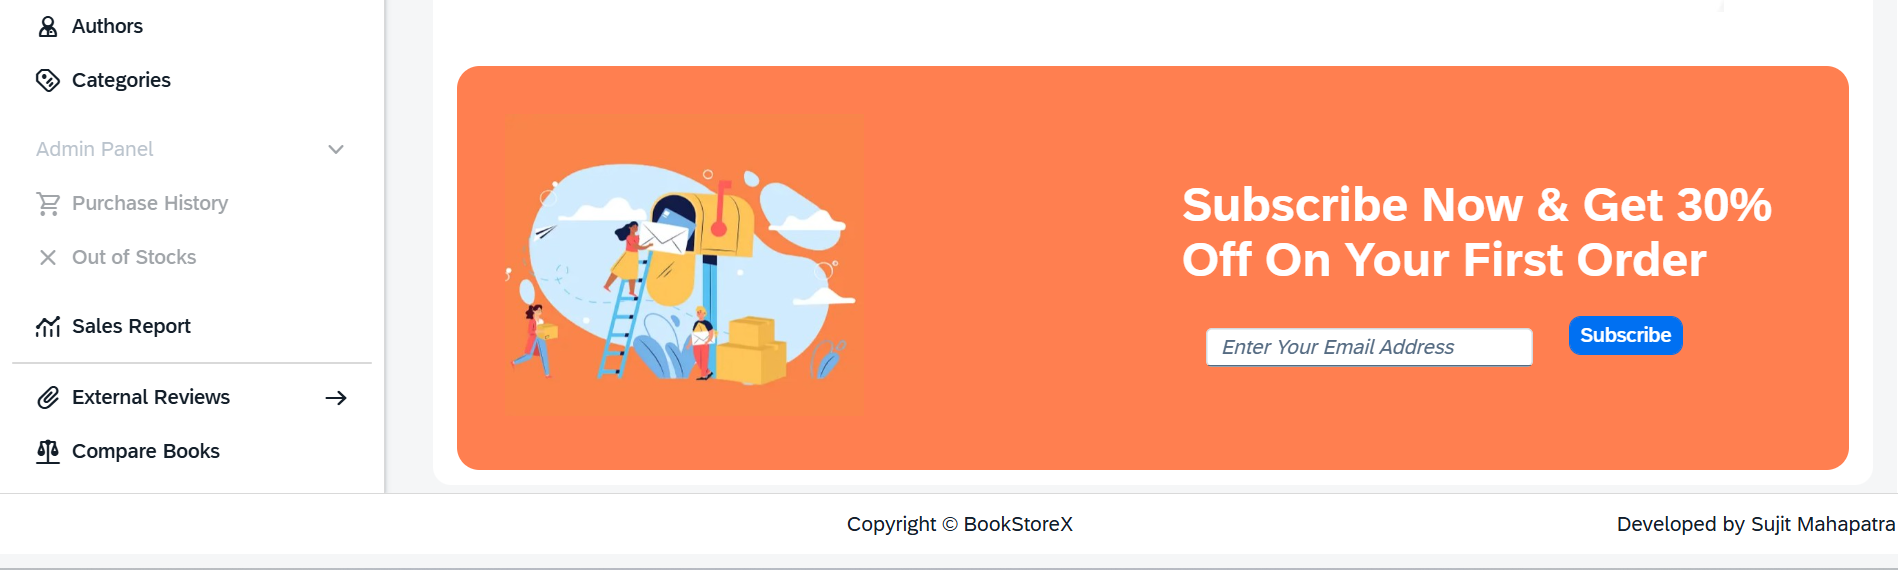 Authors
Categories
Admin Panel
Purchase History
Out of Stocks
Sales Report
External Reviews
Compare Books
Subscribe Now & Get 30%
Off On Your First Order
Enter Your Email Address
Subscribe
Copyright © BookStoreX
Developed by Sujit Mahapatra